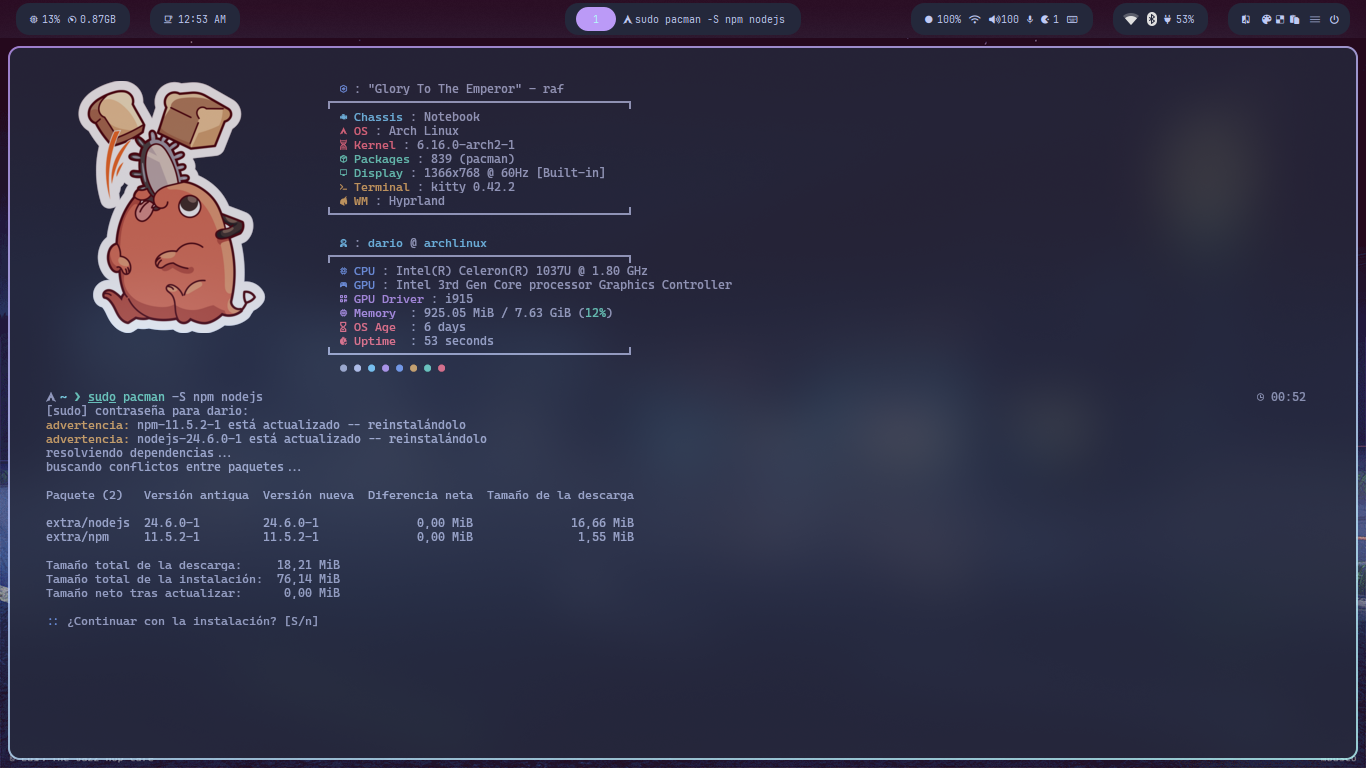 13% 0.87GB
12:53 AM
1 sudo pacman -S npm nodejs
100% 100 1
53%
: "Glory To The Emperor" – raf
Chassis : Notebook
OS : Arch Linux
Kernel : 6.16.0-arch2-1
Packages : 839 (pacman)
Display : 1366x768 @ 60Hz [Built-in]
Terminal : kitty 0.42.2
WM : Hyprland
: dario @ archlinux
CPU : Intel(R) Celeron(R) 1037U @ 1.80 GHz
GPU : Intel 3rd Gen Core processor Graphics Controller
GPU Driver : i915
Memory : 925.05 MiB / 7.63 GiB (12%)
OS Age : 6 days
Uptime : 53 seconds
~ ❯ sudo pacman -S npm nodejs 00:52
[sudo] contraseña para dario:
advertencia: npm-11.5.2-1 está actualizado -- reinstalándolo
advertencia: nodejs-24.6.0-1 está actualizado -- reinstalándolo
resolviendo dependencias...
buscando conflictos entre paquetes...
Paquete (2) Versión antigua Versión nueva Diferencia neta Tamaño de la descarga
extra/nodejs 24.6.0-1 24.6.0-1 0,00 MiB 16,66 MiB
extra/npm 11.5.2-1 11.5.2-1 0,00 MiB 1,55 MiB
Tamaño total de la descarga: 18,21 MiB
Tamaño total de la instalación: 76,14 MiB
Tamaño neto tras actualizar: 0,00 MiB
:: ¿Continuar con la instalación? [S/n]